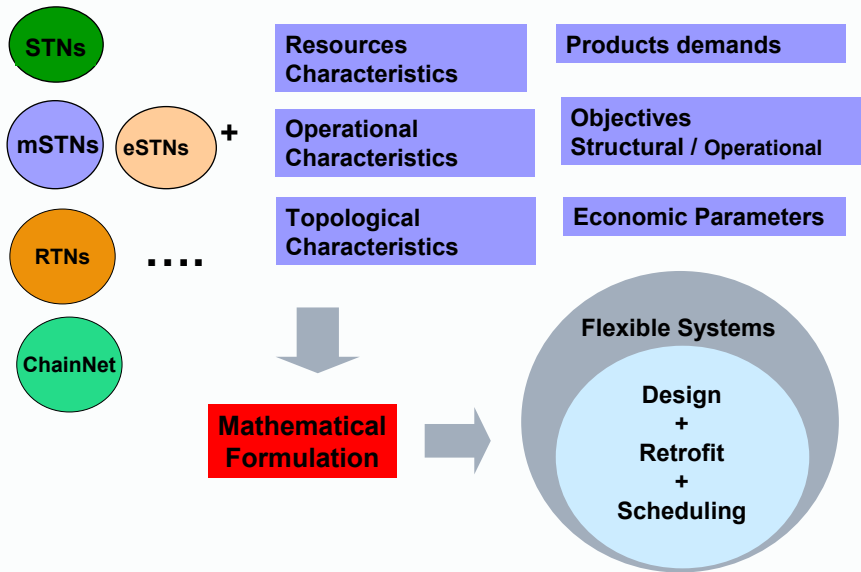 STNs
mSTNs
eSTNs
+
RTNs
....
ChainNet
Resources
Characteristics
Operational
Characteristics
Topological
Characteristics
Products demands
Objectives
Structural / Operational
Economic Parameters
Mathematical
Formulation
Flexible Systems
Design
+
Retrofit
+
Scheduling